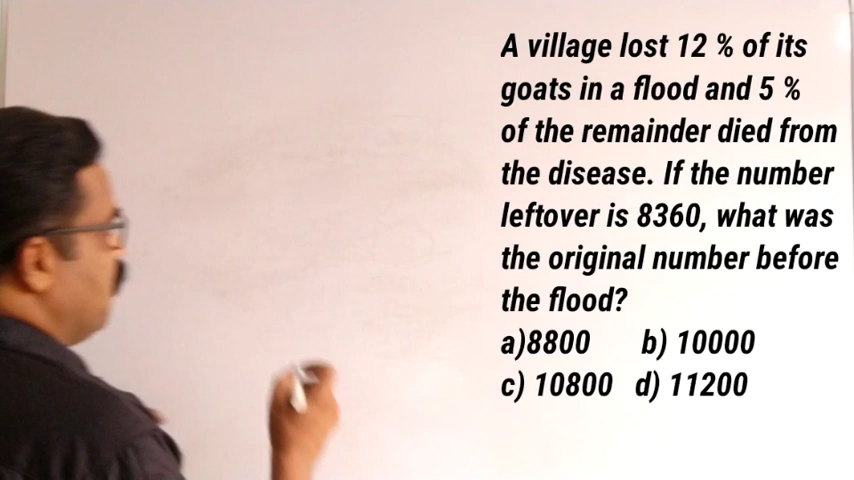 A village lost 12 % of its
goats in a flood and 5 %
of the remainder died from
the disease. If the number
leftover is 8360, what was
the original number before
the flood?
a)8800 b) 10000
c) 10800 d) 11200